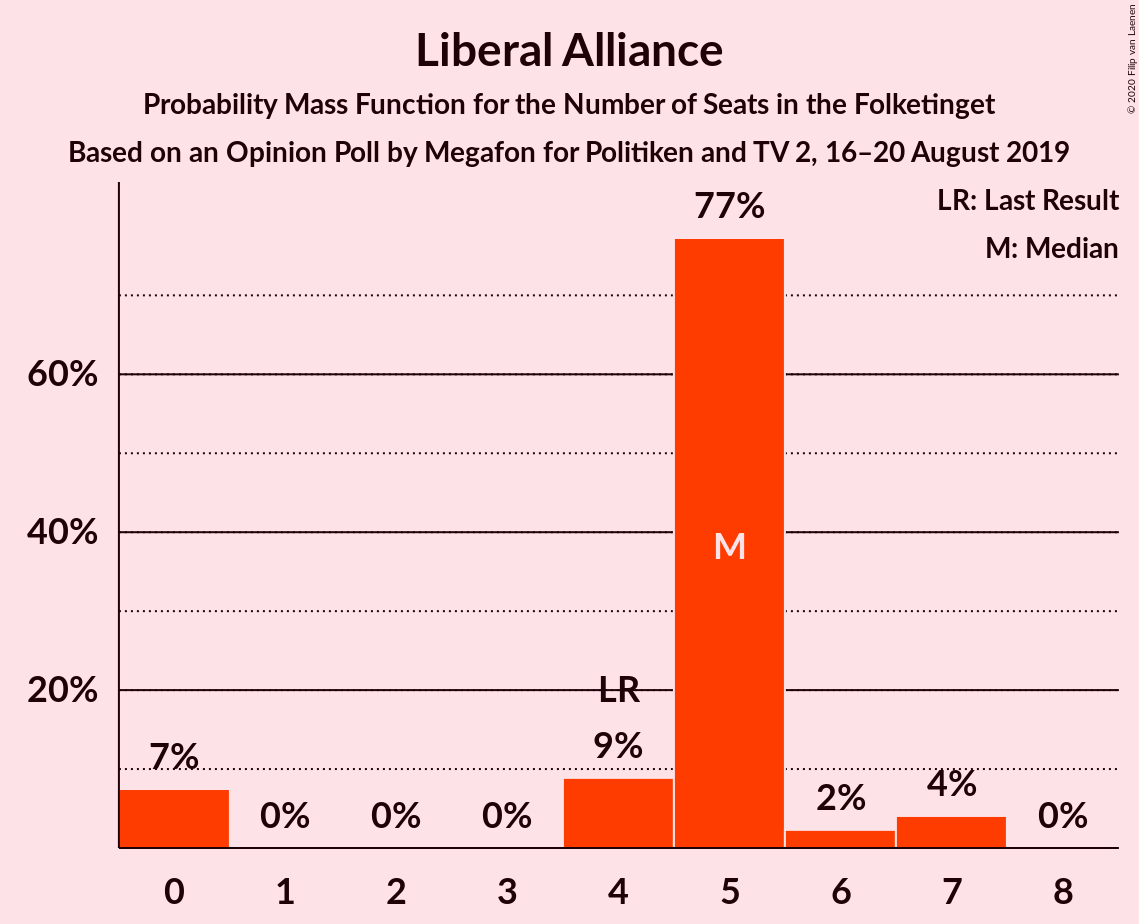 Liberal Alliance
Probability Mass Function for the Number of Seats in the Folketinget
Based on an Opinion Poll by Megafon for Politiken and TV 2, 16–20 August 2019
© 2020 Filip van Laenen
LR: Last Result
M: Median
77%
60%
40%
M
20%
LR
7%
0%
0%
0%
9%
2%
4%
0%
0 1 2 3 4 5 6 7 8